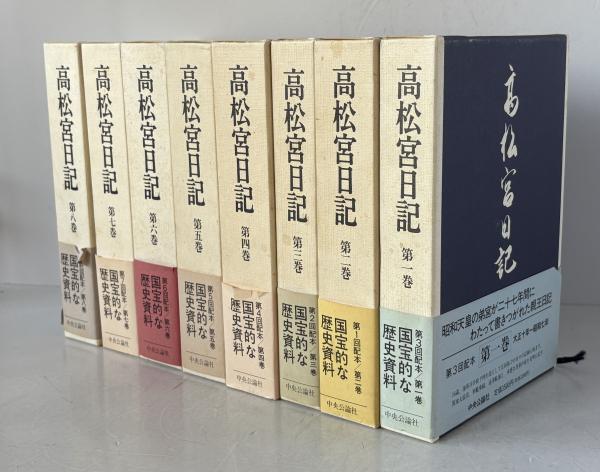 高松宮日記
第八巻
国宝的な
歴史資料
高松宮日記
第七巻
国宝的な
歴史資料
中央公論社
高松宮日記
第六巻
国宝的な
歴史資料
中央公論社
高松宮日記
第五巻
第5回配本/第五巻
国宝的な
歴史資料
中央公論社
高松宮日記
第四巻
第4回配本/第四巻
国宝的な
歴史資料
中央公論社
高松宮日記
第三巻
第2回配本/第三巻
国宝的な
歴史資料
中央公論社
高松宮日記
第二巻
第1回配本/第二巻
国宝的な
歴史資料
中央公論社
高松宮日記
第一巻
第3回配本/第一巻
国宝的な
歴史資料
中央公論社
高松宮日記
昭和天皇の弟宮が二十七年間に
わたって書きつがれた親王日記
第3回配本 第一巻 大正十年―昭和七年
中央公論社